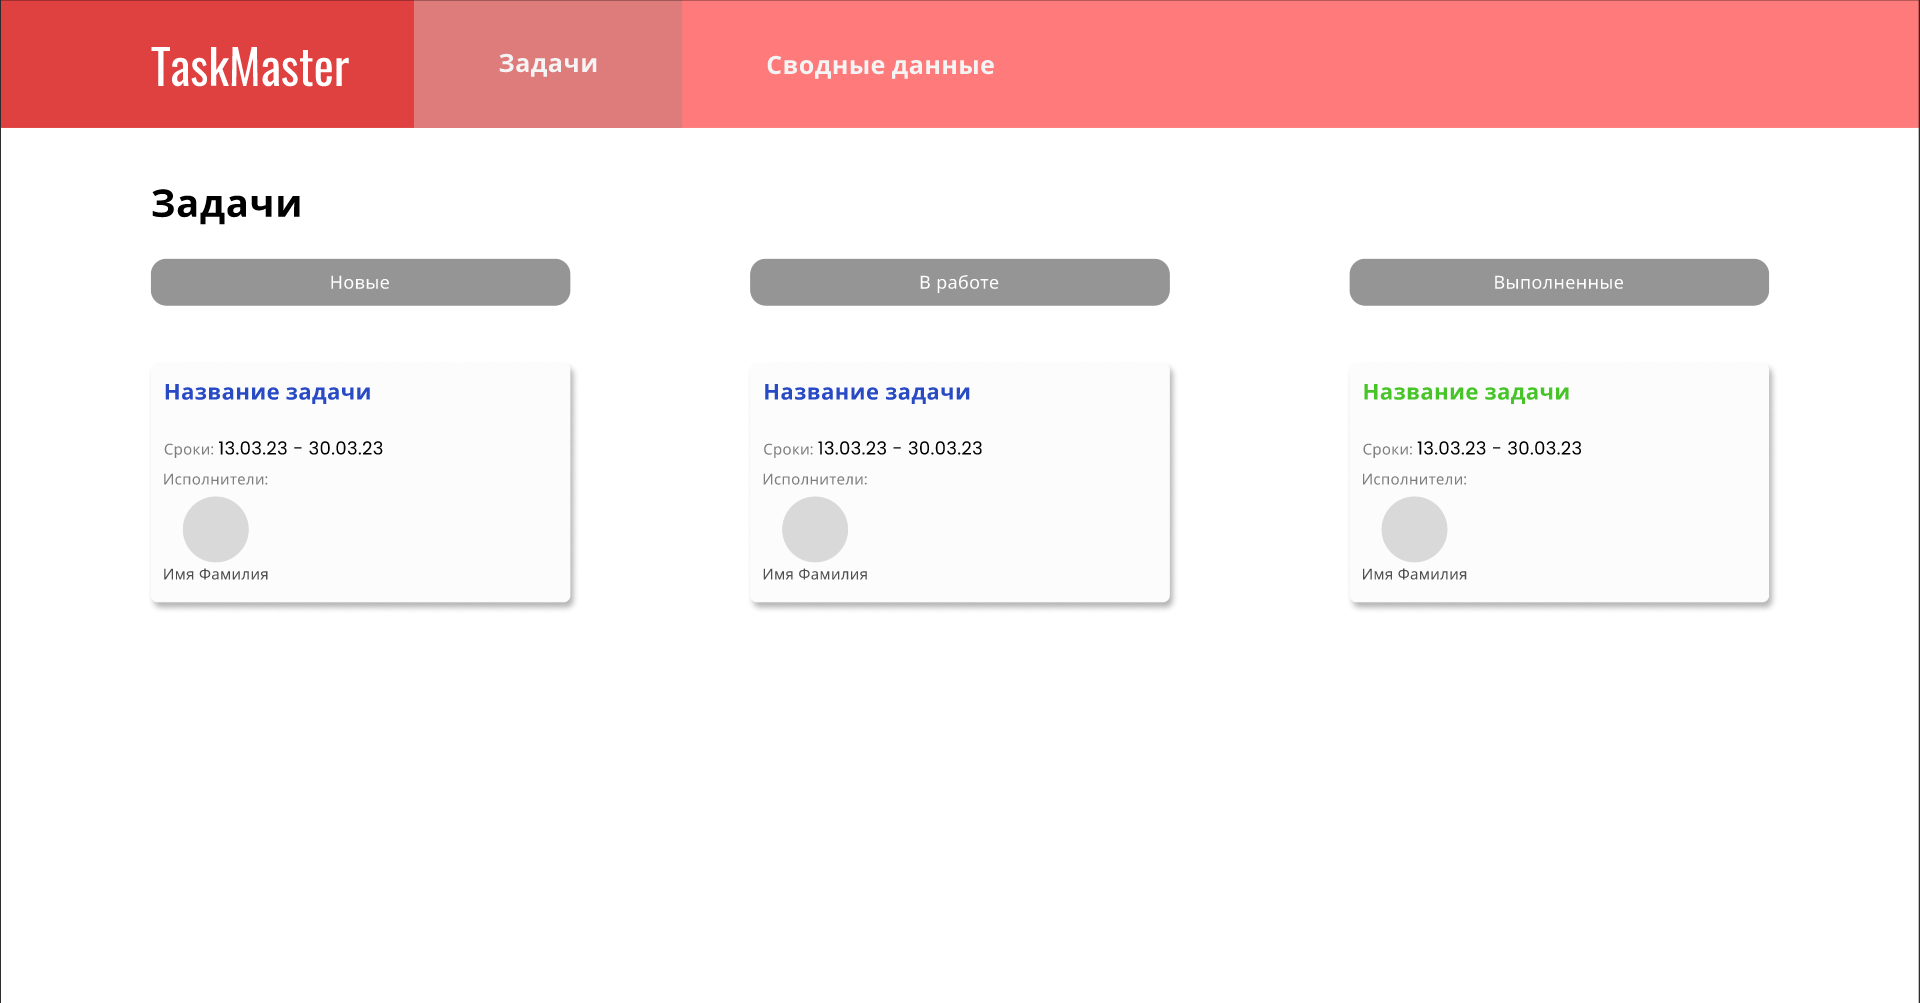 TaskMaster
Задачи
Сводные данные
Задачи
Новые
В работе
Выполненные
Название задачи
Сроки: 13.03.23 - 30.03.23
Исполнители:
Имя Фамилия
Название задачи
Сроки: 13.03.23 - 30.03.23
Исполнители:
Имя Фамилия
Название задачи
Сроки: 13.03.23 - 30.03.23
Исполнители:
Имя Фамилия